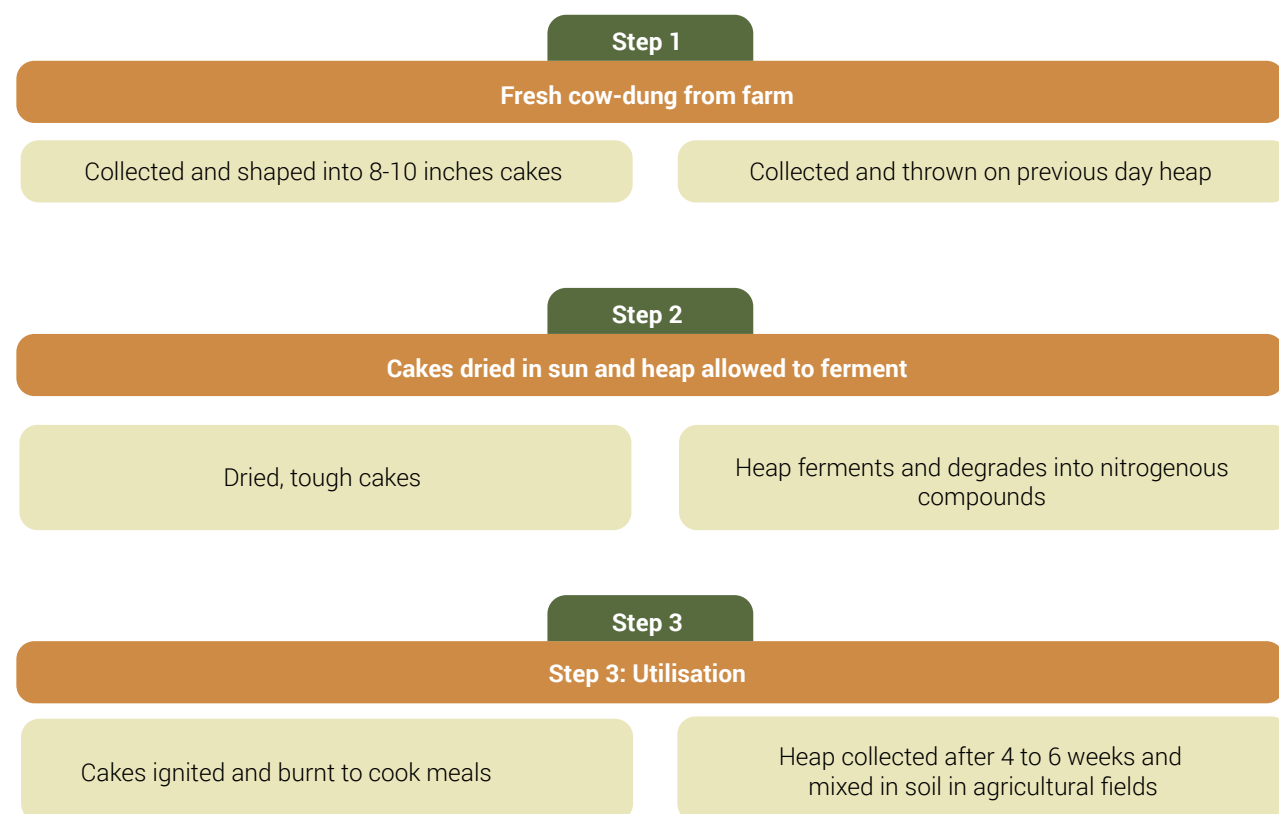 Step 1
Fresh cow-dung from farm
Collected and shaped into 8-10 inches cakes
Collected and thrown on previous day heap
Step 2
Cakes dried in sun and heap allowed to ferment
Dried, tough cakes
Heap ferments and degrades into nitrogenous
compounds
Step 3
Step 3: Utilisation
Cakes ignited and burnt to cook meals
Heap collected after 4 to 6 weeks and
mixed in soil in agricultural fields